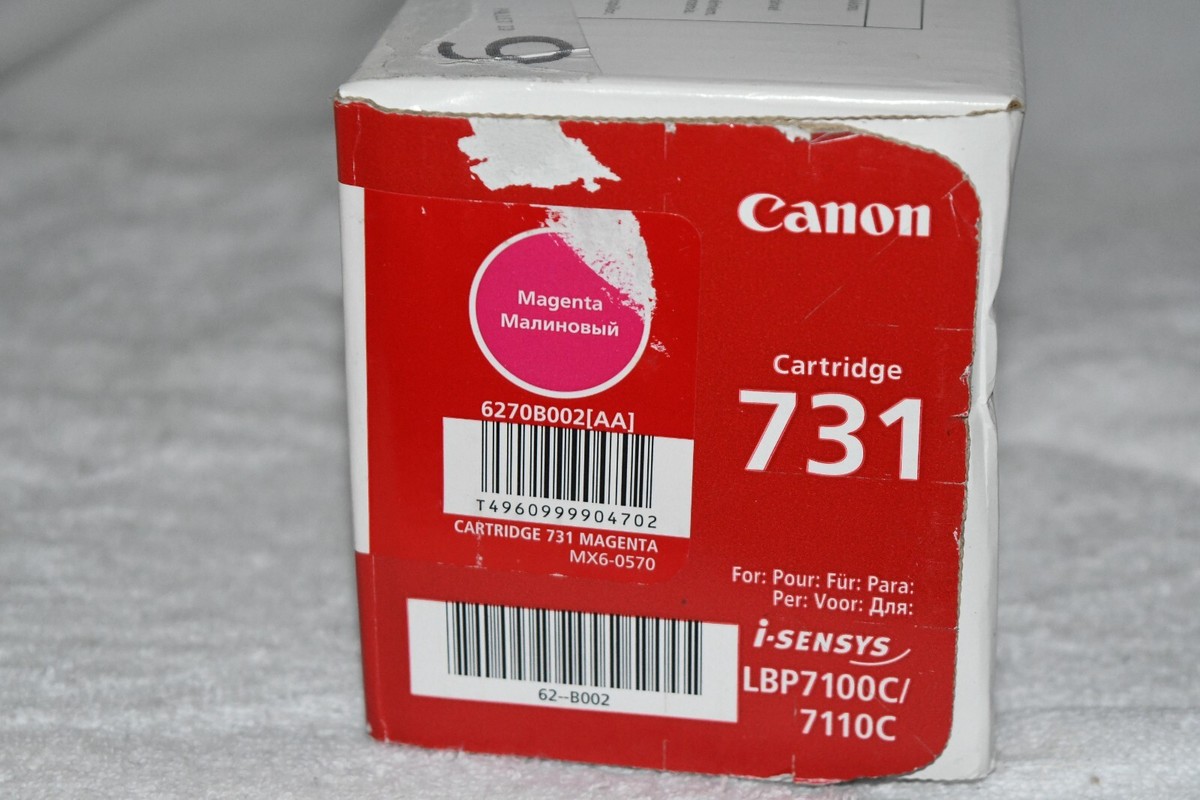 9
Canon
Magenta
Малиновый
Cartridge
731
6270B002[AA]
T4960999904702
CARTRIDGE 731 MAGENTA
MX6-0570
For: Pour: Für: Para:
Per: Voor: Для:
i-SENSYS
LBP7100C/
7110C
62--B002